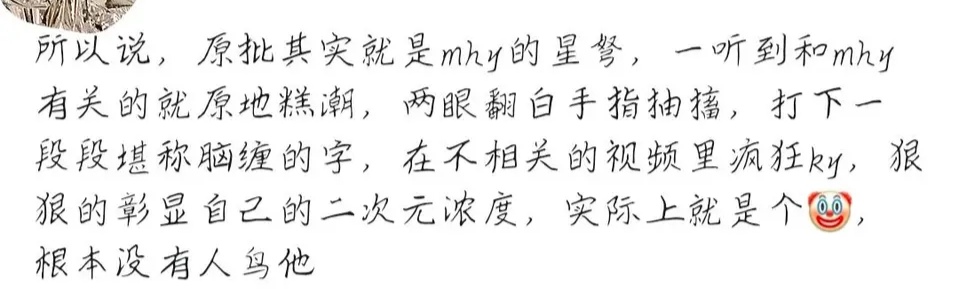 所以说，原批其实就是mhy的星弩，一听到和mhy
有关的就原地糕潮，两眼翻白手指抽搐，打下一
段段堪称脑缠的字，在不相关的视频里疯狂ky，狠
狠的彰显自己的二次元浓度，实际上就是个🤡，
根本没有人鸟他